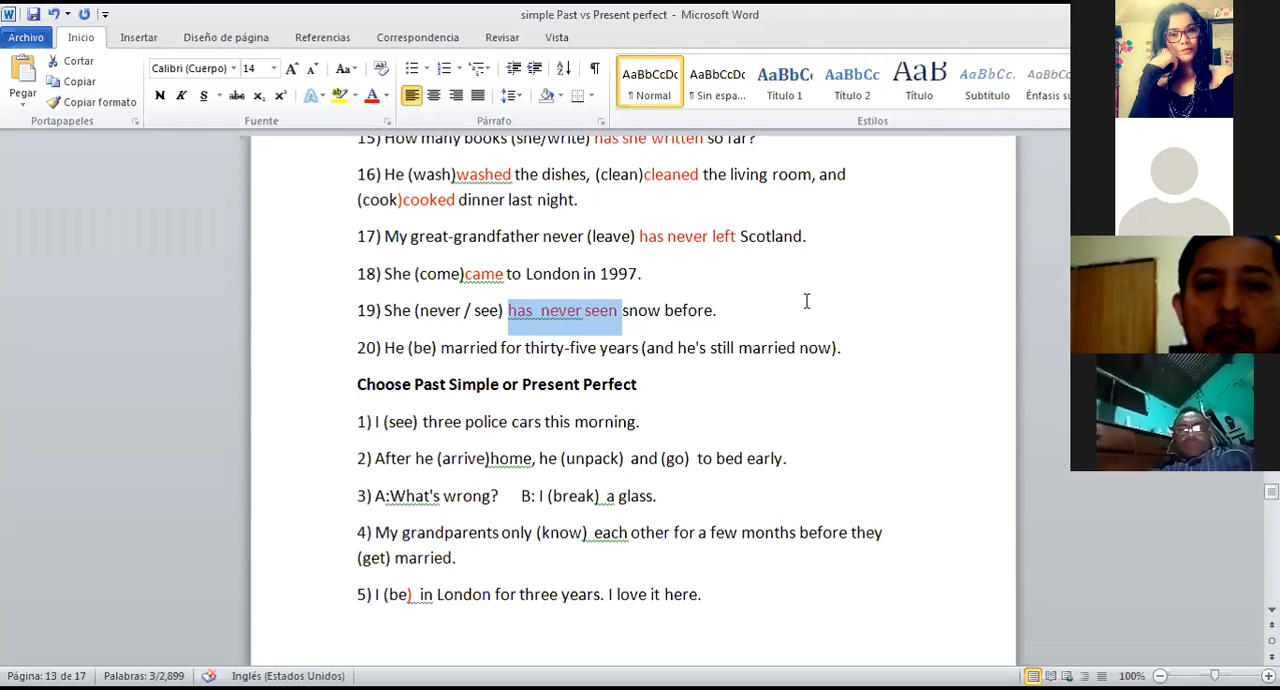 simple Past vs Present perfect - Microsoft Word
Archivo Inicio Insertar Diseño de página Referencias Correspondencia Revisar Vista
Cortar
Copiar
Copiar formato
Pegar
Portapapeles
Calibri (Cuerpo) 14
Fuente
Párrafo
AaBbCcDc AaBbCcDc AaBbC AaBbCc AaB AaBbCc. AaBbCcDc
¶ Normal ¶ Sin espa... Título 1 Título 2 Título Subtítulo Énfasis su
Estilos
15) How many books (she/write) has she written so far?
16) He (wash)washed the dishes, (clean)cleaned the living room, and
(cook)cooked dinner last night.
17) My great-grandfather never (leave) has never left Scotland.
18) She (come)came to London in 1997.
19) She (never / see) has never seen snow before.
20) He (be) married for thirty-five years (and he's still married now).
Choose Past Simple or Present Perfect
1) I (see) three police cars this morning.
2) After he (arrive)home, he (unpack) and (go) to bed early.
3) A:What's wrong? B: I (break) a glass.
4) My grandparents only (know) each other for a few months before they
(get) married.
5) I (be) in London for three years. I love it here.
Página: 13 de 17 Palabras: 3/2,899 Inglés (Estados Unidos) 100%